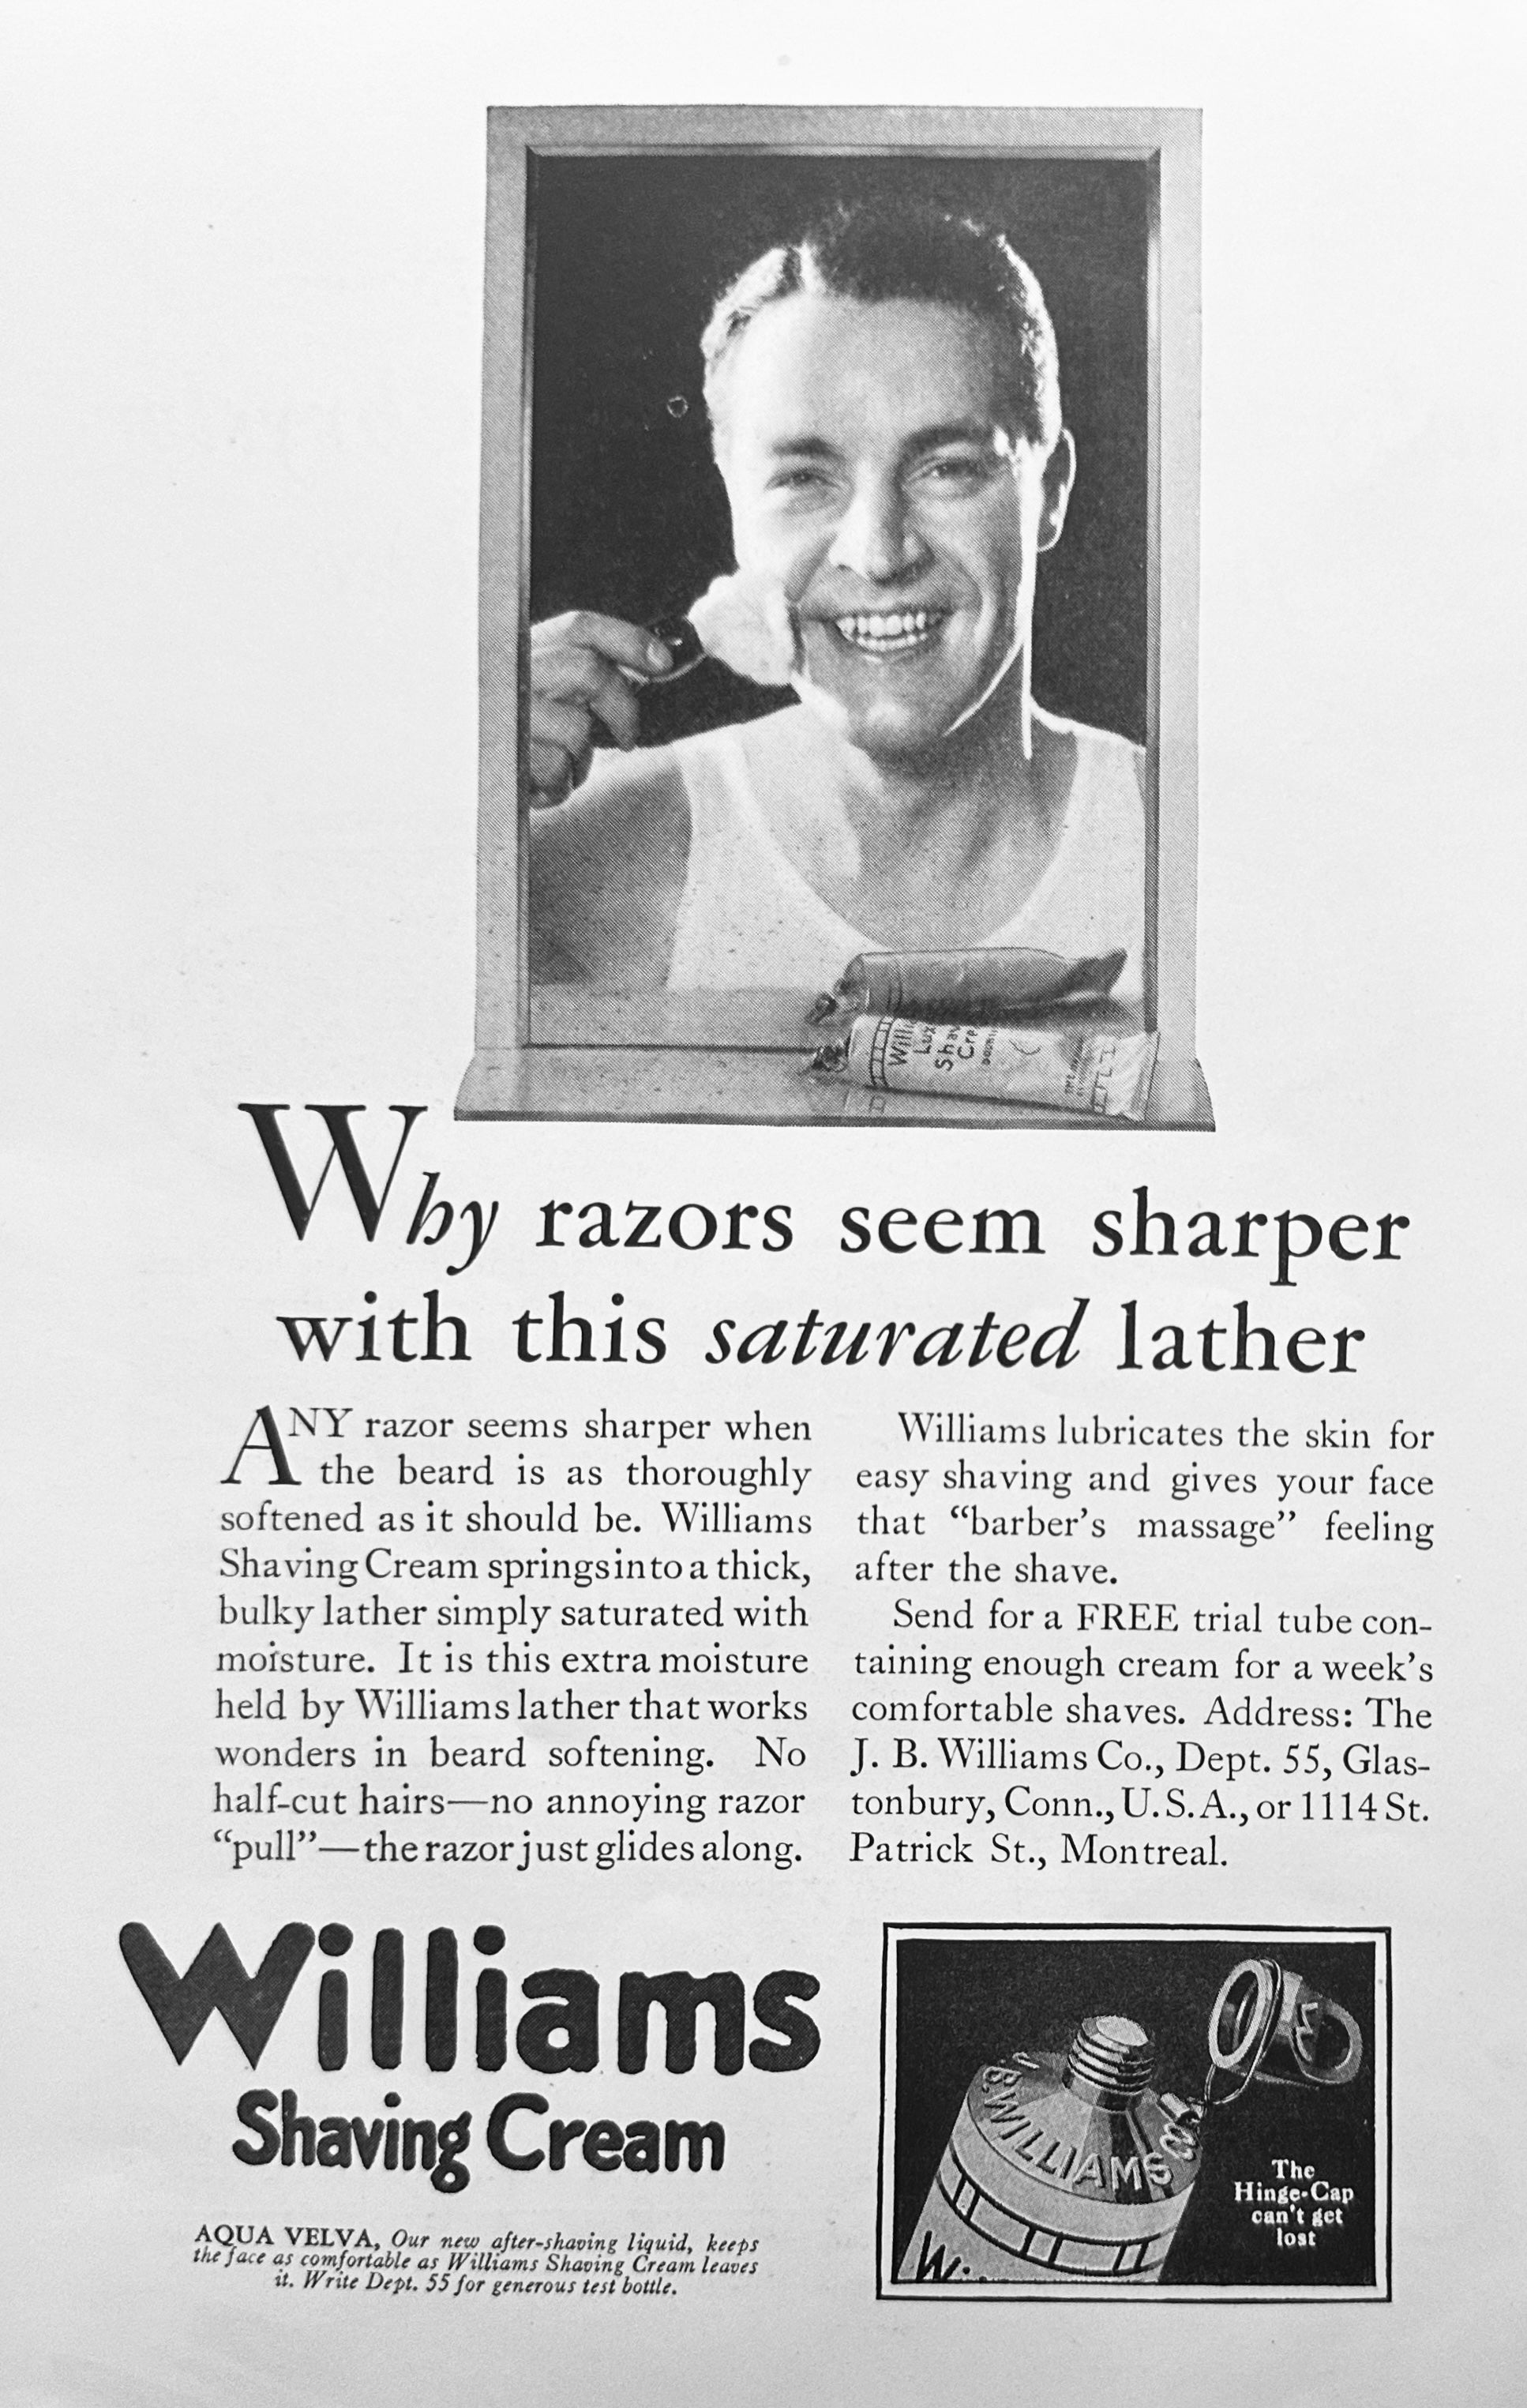 Willi
Lux
Shav
Cre
Why razors seem sharper
with this saturated lather
ANY razor seems sharper when
the beard is as thoroughly
softened as it should be. Williams
Shaving Cream springs into a thick,
bulky lather simply saturated with
moisture. It is this extra moisture
held by Williams lather that works
wonders in beard softening. No
half-cut hairs—no annoying razor
“pull”—the razor just glides along.
Williams lubricates the skin for
easy shaving and gives your face
that “barber’s massage” feeling
after the shave.
Send for a FREE trial tube con-
taining enough cream for a week’s
comfortable shaves. Address: The
J. B. Williams Co., Dept. 55, Glas-
tonbury, Conn., U.S.A., or 1114 St.
Patrick St., Montreal.
Williams
Shaving Cream
AQUA VELVA, Our new after-shaving liquid, keeps
the face as comfortable as Williams Shaving Cream leaves
it. Write Dept. 55 for generous test bottle.
J.B. WILLIAMS CO
W
The
Hinge-Cap
can't get
lost